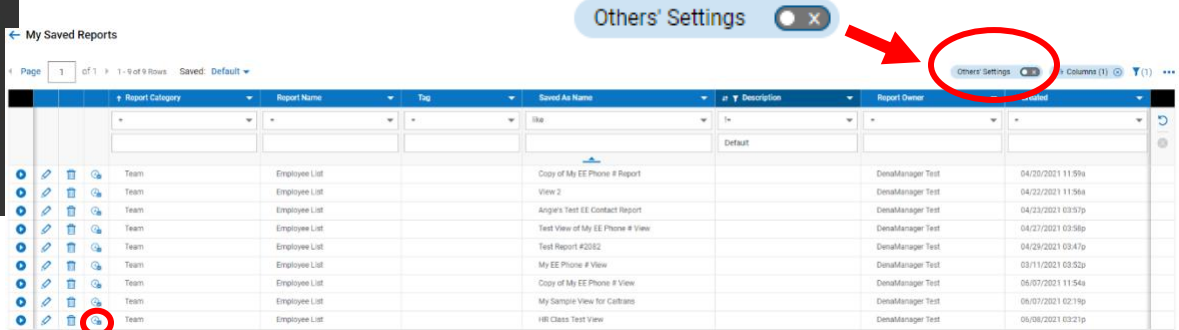 Others' Settings
← My Saved Reports
Page 1 of 1 1 - 9 of 9 Rows Saved: Default
Others' Settings Columns (1) (1) •••
↑ Report Category Report Name Tag Saved As Name Description Report Owner Created
= = = like != = =
Default
Team Employee List Copy of My EE Phone # Report DenaManager Test 04/20/2021 11:59a
Team Employee List View 2 DenaManager Test 04/22/2021 11:56a
Team Employee List Angie's Test EE Contact Report DenaManager Test 04/23/2021 03:57p
Team Employee List Test View of My EE Phone # View DenaManager Test 04/27/2021 03:58p
Team Employee List Test Report #2082 DenaManager Test 04/29/2021 03:47p
Team Employee List My EE Phone # View DenaManager Test 03/11/2021 03:52p
Team Employee List Copy of My EE Phone # View DenaManager Test 06/07/2021 11:54a
Team Employee List My Sample View for Caltrans DenaManager Test 06/07/2021 02:19p
Team Employee List HR Class Test View DenaManager Test 06/08/2021 03:21p